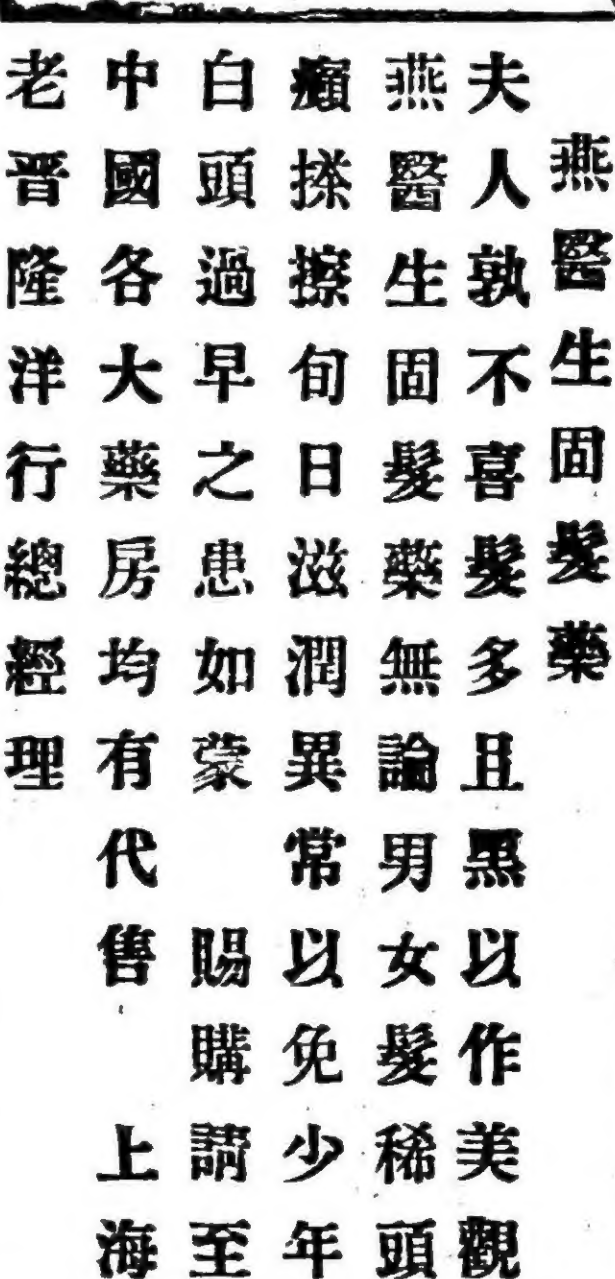 燕醫生固髮藥
夫人孰不喜髮多且黑以作美觀
燕醫生固髮藥無論男女髮稀頭
癩搽擦旬日滋潤異常以免少年
白頭過早之患如蒙 賜購請至
中國各大藥房均有代售 上海
老晋隆洋行總經理